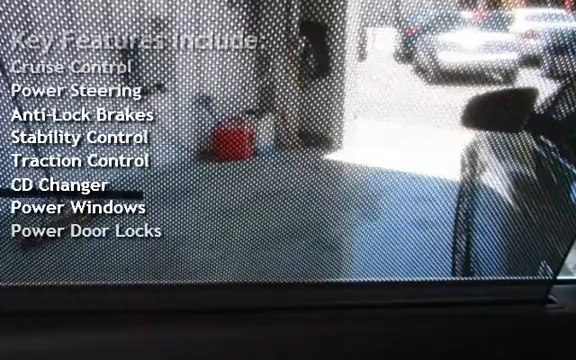 Key Features Include:
Cruise Control
Power Steering
Anti-Lock Brakes
Stability Control
Traction Control
CD Changer
Power Windows
Power Door Locks